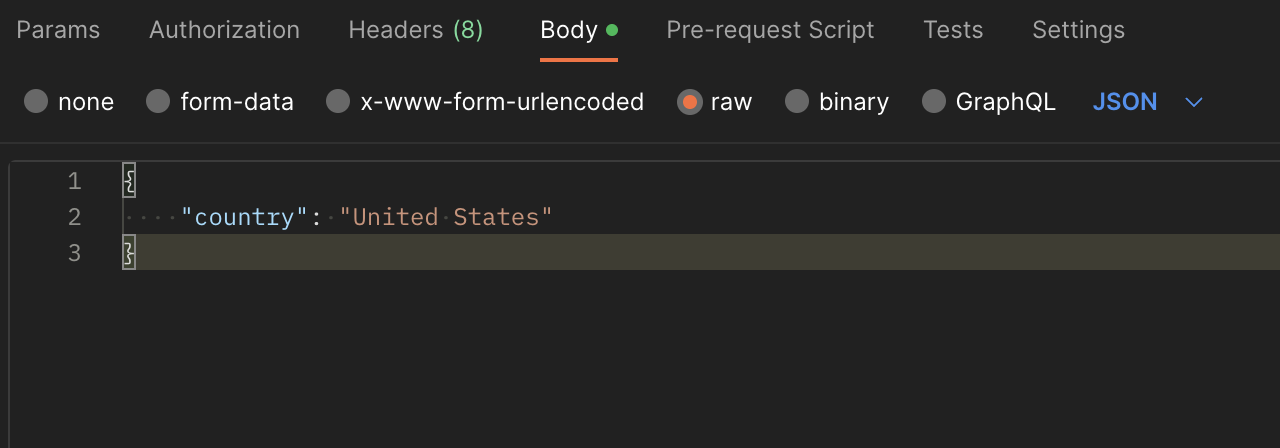 Params Authorization Headers (8) Body Pre-request Script Tests Settings
none form-data x-www-form-urlencoded raw binary GraphQL JSON
1 {
2 "country": "United States"
3 }